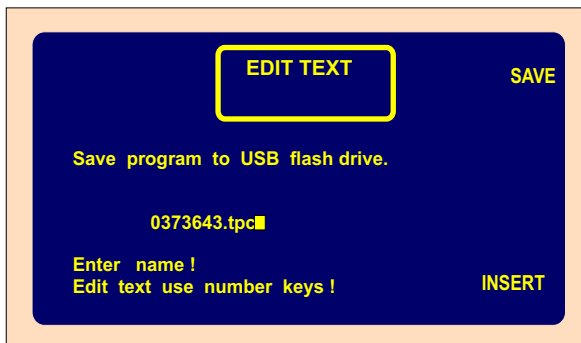 EDIT TEXT
SAVE
Save program to USB flash drive.
0373643.tpc
Enter name !
Edit text use number keys !
INSERT